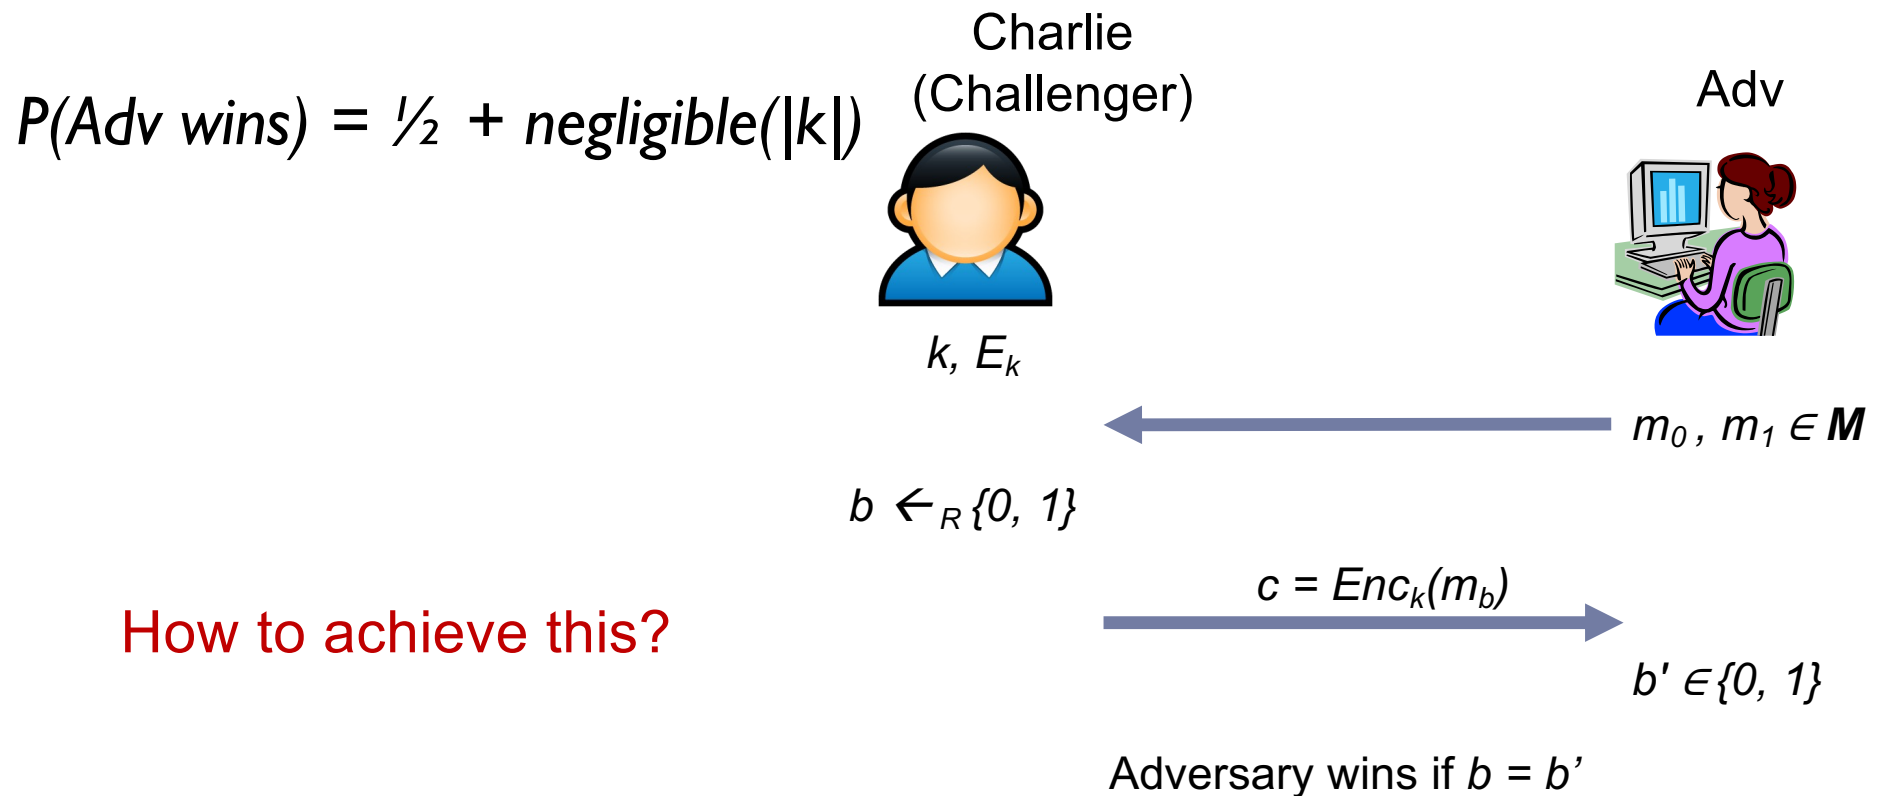 Charlie
(Challenger)
Adv
P(Adv wins) = ½ + negligible(|k|)
k, Eₖ
m₀ , m₁ ∈ M
b ← R {0, 1}
c = Encₖ(m_b)
How to achieve this?
b' ∈ {0, 1}
Adversary wins if b = b’